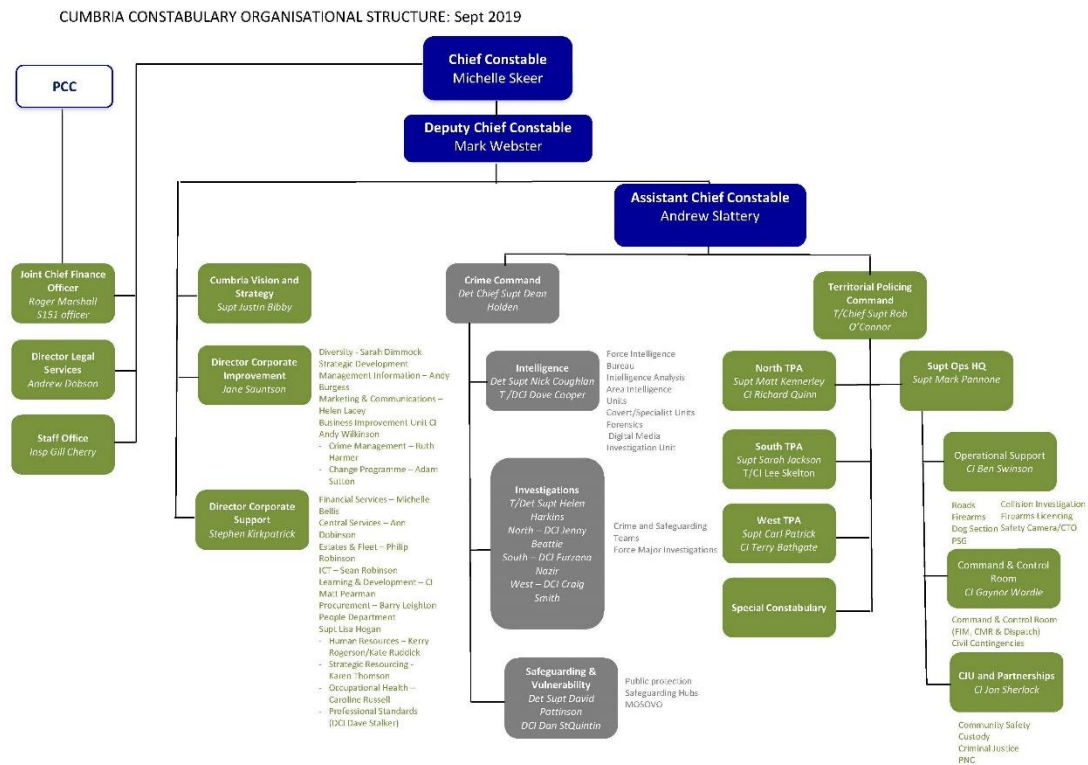 CUMBRIA CONSTABULARY ORGANISATIONAL STRUCTURE: Sept 2019
Chief Constable
Michelle Skeer
PCC
Deputy Chief Constable
Mark Webster
Assistant Chief Constable
Andrew Slattery
Joint Chief Finance
Officer
Roger Marshall
S151 officer
Director Legal
Services
Andrew Dobson
Staff Office
Insp Gill Cherry
Cumbria Vision and
Strategy
Supt Justin Bibby
Director Corporate
Improvement
Jane Sauntson
Diversity - Sarah Dimmock
Strategic Development
Management Information – Andy
Burgess
Marketing & Communications –
Helen Lacey
Business Improvement Unit CI
Andy Wilkinson
- Crime Management – Ruth
Harmer
- Change Programme – Adam
Sutton
Director Corporate
Support
Stephen Kirkpatrick
Financial Services – Michelle
Bellis
Central Services – Ann
Dobinson
Estates & Fleet – Philip
Robinson
ICT – Sean Robinson
Learning & Development – CI
Matt Pearman
Procurement – Barry Leighton
People Department
Supt Lisa Hogan
- Human Resources – Kerry
Rogerson/Kate Ruddick
- Strategic Resourcing -
Karen Thomson
- Occupational Health –
Caroline Russell
- Professional Standards
(DCI Dave Stalker)
Crime Command
Det Chief Supt Dean
Holden
Intelligence
Det Supt Nick Coughlan
T /DCI Dave Cooper
Force Intelligence
Bureau
Intelligence Analysis
Area Intelligence
Units
Covert/Specialist Units
Forensics
Digital Media
Investigation Unit
Investigations
T/Det Supt Helen
Harkins
North – DCI Jenny
Beattie
South – DCI Furrana
Nazir
West – DCI Craig
Smith
Crime and Safeguarding
Teams
Force Major Investigations
Safeguarding &
Vulnerability
Det Supt David
Pattinson
DCI Dan StQuintin
Public protection
Safeguarding Hubs
MOSOVO
Territorial Policing
Command
T/Chief Supt Rob
O'Connor
North TPA
Supt Matt Kennerley
CI Richard Quinn
South TPA
Supt Sarah Jackson
T/CI Lee Skelton
West TPA
Supt Carl Patrick
CI Terry Bathgate
Special Constabulary
Supt Ops HQ
Supt Mark Pannone
Operational Support
CI Ben Swinson
Roads
Firearms
Dog Section
PSG
Collision Investigation
Firearms Licencing
Safety Camera/CTO
Command & Control
Room
CI Gaynor Wardle
Command & Control Room
(FIM, CMR & Dispatch)
Civil Contingencies
CJU and Partnerships
CI Jon Sherlock
Community Safety
Custody
Criminal Justice
PNC